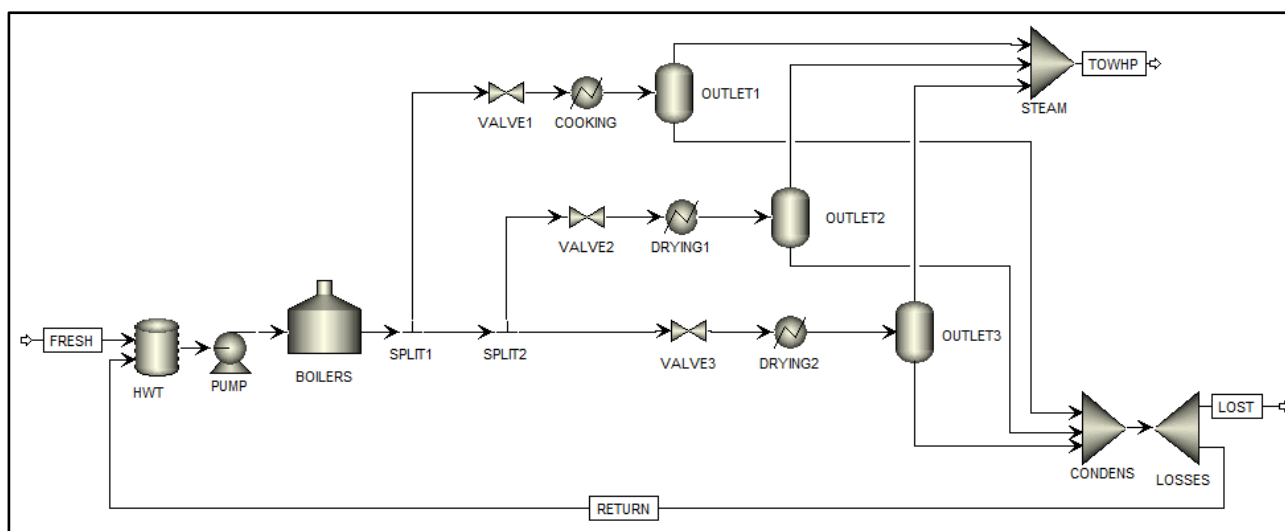 TOWHP
STEAM
OUTLET1
VALVE1
COOKING
OUTLET2
VALVE2
DRYING1
OUTLET3
FRESH
HWT
PUMP
BOILERS
SPLIT1
SPLIT2
VALVE3
DRYING2
LOST
CONDENS
LOSSES
RETURN